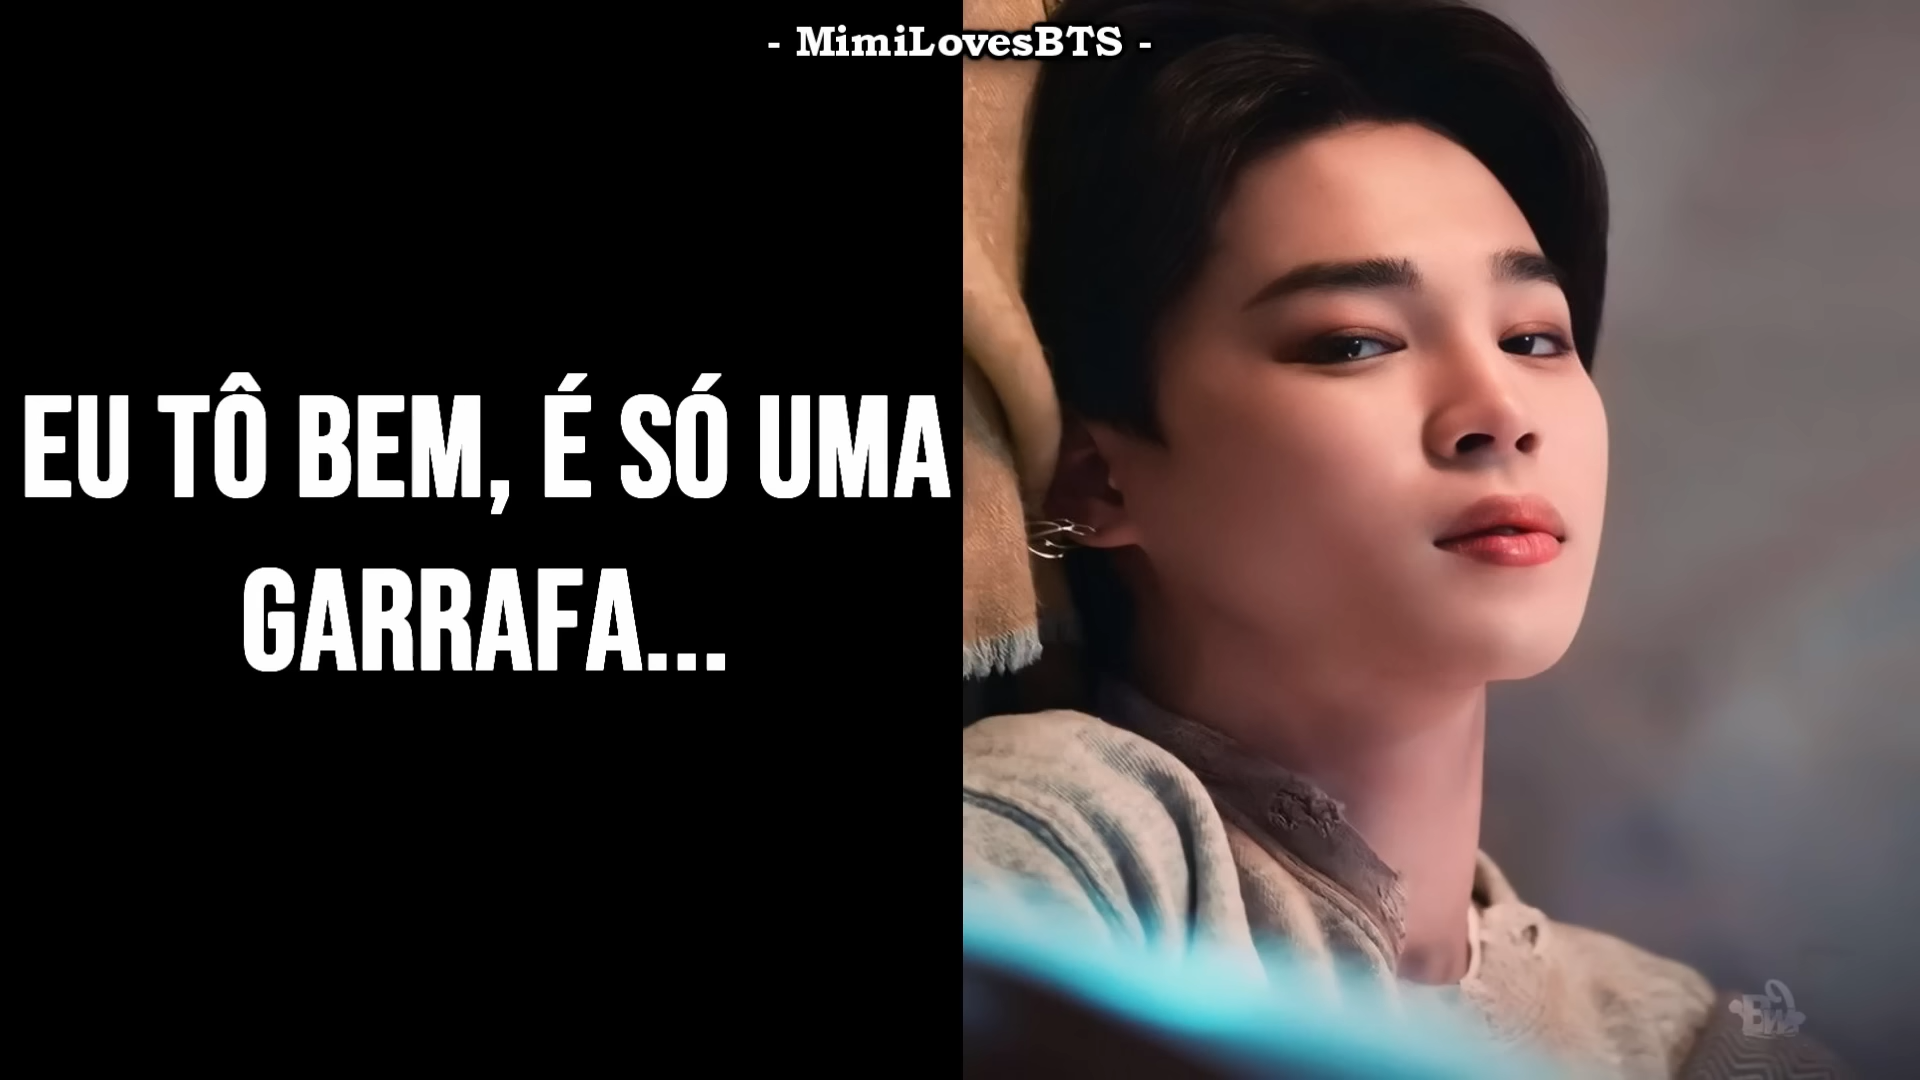 - MimiLovesBTS -
EU TÔ BEM, É SÓ UMA
GARRAFA...